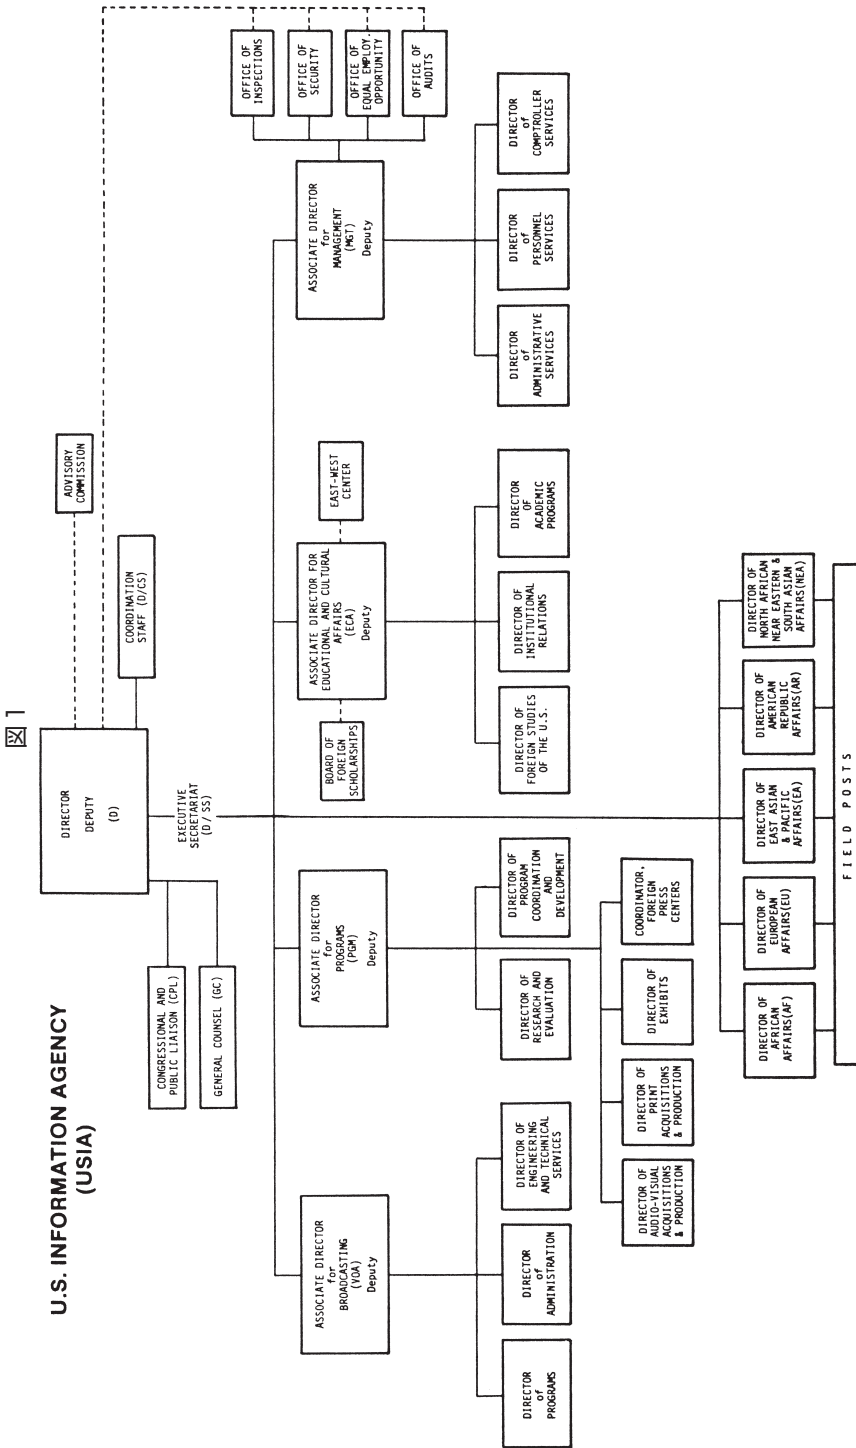 図1
U.S. INFORMATION AGENCY
(USIA)
DIRECTOR
DEPUTY
(D)
ADVISORY
COMMISSION
COORDINATION
STAFF (D/CS)
CONGRESSIONAL AND
PUBLIC LIAISON (CPL)
GENERAL COUNSEL (GC)
EXECUTIVE
SECRETARIAT
(D/SS)
OFFICE OF
INSPECTIONS
OFFICE OF
SECURITY
OFFICE OF
EQUAL EMPLOY.
OPPORTUNITY
OFFICE OF
AUDITS
ASSOCIATE DIRECTOR
for
BROADCASTING
(VOA)
Deputy
ASSOCIATE DIRECTOR
for
PROGRAMS
(PGM)
Deputy
BOARD OF
FOREIGN
SCHOLARSHIPS
ASSOCIATE DIRECTOR FOR
EDUCATIONAL AND CULTURAL
AFFAIRS
(ECA)
Deputy
EAST-WEST
CENTER
ASSOCIATE DIRECTOR
for
MANAGEMENT
(MGT)
Deputy
DIRECTOR
of
PROGRAMS
DIRECTOR
of
ADMINISTRATION
DIRECTOR OF
ENGINEERING
AND TECHNICAL
SERVICES
DIRECTOR OF
RESEARCH AND
EVALUATION
DIRECTOR OF
PROGRAM
COORDINATION
AND
DEVELOPMENT
DIRECTOR OF
FOREIGN STUDIES
OF THE U.S.
DIRECTOR OF
INSTITUTIONAL
RELATIONS
DIRECTOR
OF
ACADEMIC
PROGRAMS
DIRECTOR
of
ADMINISTRATIVE
SERVICES
DIRECTOR
of
PERSONNEL
SERVICES
DIRECTOR
of
COMPTROLLER
SERVICES
DIRECTOR OF
AUDIO-VISUAL
ACQUISITIONS
& PRODUCTION
DIRECTOR OF
PRINT
ACQUISITIONS
& PRODUCTION
DIRECTOR OF
EXHIBITS
COORDINATOR,
FOREIGN
PRESS
CENTERS
DIRECTOR OF
AFRICAN
AFFAIRS(AF)
DIRECTOR OF
EUROPEAN
AFFAIRS(EU)
DIRECTOR OF
EAST ASIAN
& PACIFIC
AFFAIRS(EA)
DIRECTOR OF
AMERICAN
REPUBLIC
AFFAIRS(AR)
DIRECTOR OF
NORTH AFRICAN
NEAR EASTERN &
SOUTH ASIAN
AFFAIRS(NEA)
FIELD POSTS